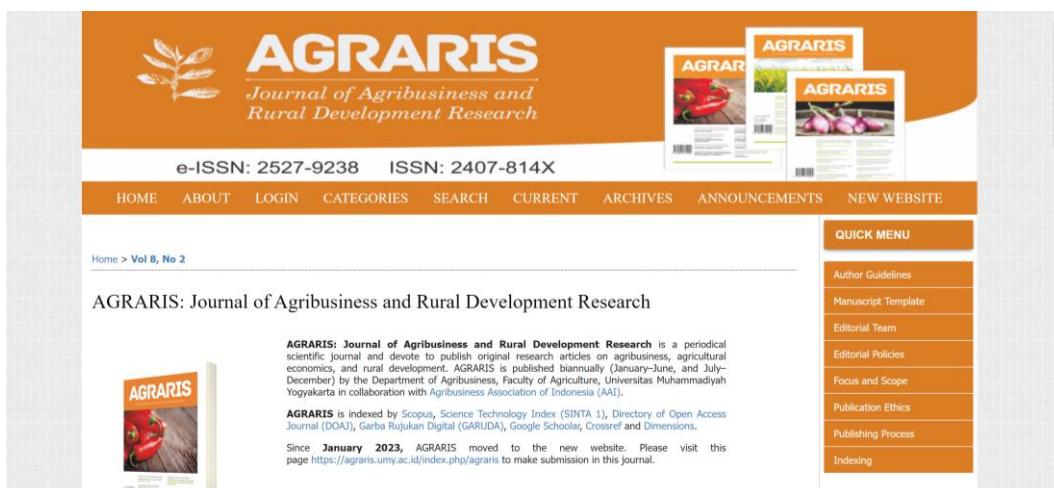 AGRARIS
Journal of Agribusiness and
Rural Development Research
AGRAR
AGRARIS
AGRARIS
e-ISSN: 2527-9238 ISSN: 2407-814X
HOME ABOUT LOGIN CATEGORIES SEARCH CURRENT ARCHIVES ANNOUNCEMENTS NEW WEBSITE
Home > Vol 8, No 2
AGRARIS: Journal of Agribusiness and Rural Development Research
AGRARIS
AGRARIS: Journal of Agribusiness and Rural Development Research is a periodical
scientific journal and devote to publish original research articles on agribusiness, agricultural
economics, and rural development. AGRARIS is published biannually (January–June, and July–
December) by the Department of Agribusiness, Faculty of Agriculture, Universitas Muhammadiyah
Yogyakarta in collaboration with Agribusiness Association of Indonesia (AAI).
AGRARIS is indexed by Scopus, Science Technology Index (SINTA 1), Directory of Open Access
Journal (DOAJ), Garba Rujukan Digital (GARUDA), Google Schoolar, Crossref and Dimensions.
Since January 2023, AGRARIS moved to the new website. Please visit this
page https://agraris.umy.ac.id/index.php/agraris to make submission in this journal.
QUICK MENU
Author Guidelines
Manuscript Template
Editorial Team
Editorial Policies
Focus and Scope
Publication Ethics
Publishing Process
Indexing